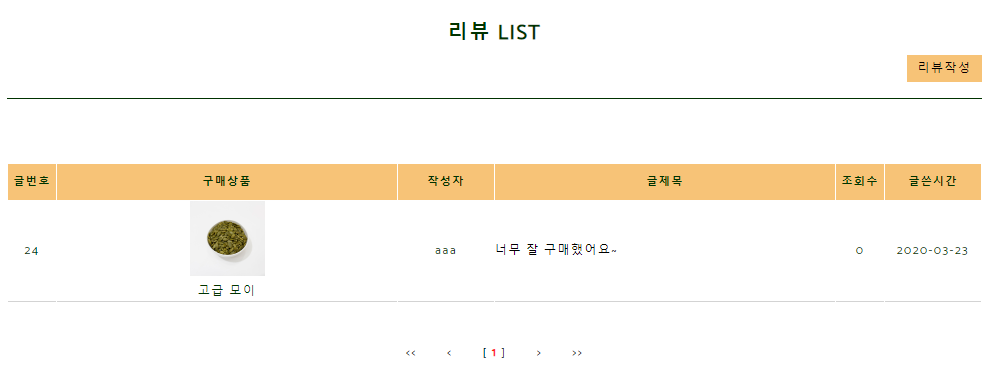 리뷰 LIST
리뷰작성
글번호 구매상품 작성자 글제목 조회수 글쓴시간
24 고급 모이 aaa 너무 잘 구매했어요~ 0 2020-03-23
<< < [ 1 ] > >>